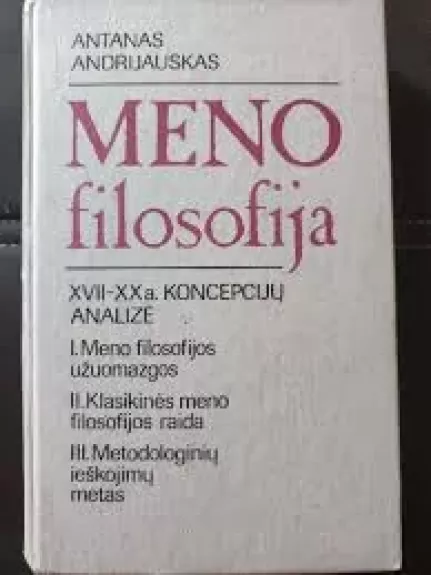 ANTANAS
ANDRIJAUSKAS
MENO
filosofija
XVII-XX a. KONCEPCIJŲ
ANALIZĖ
I. Meno filosofijos
užuomazgos
II. Klasikinės meno
filosofijos raida
III. Metodologinių
ieškojimų
metas